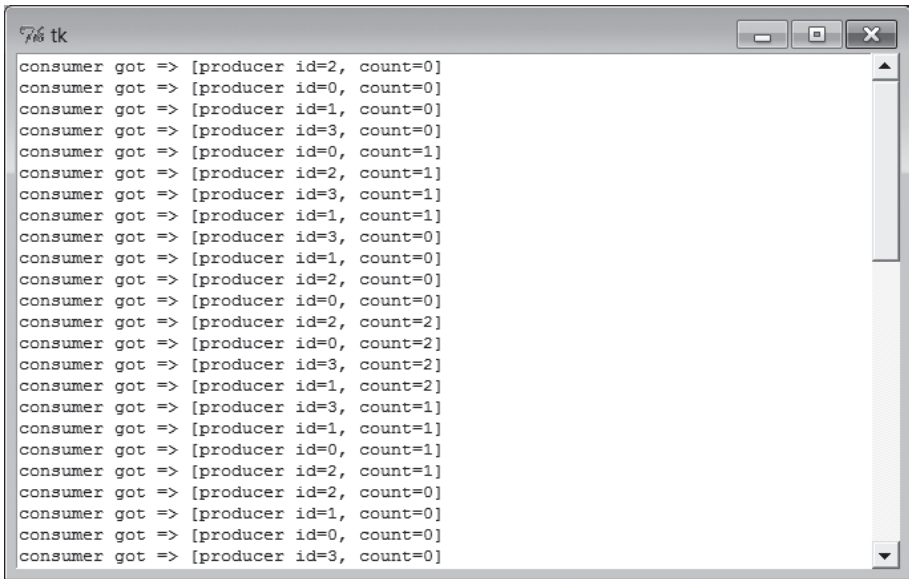 tk
consumer got => [producer id=2, count=0]
consumer got => [producer id=0, count=0]
consumer got => [producer id=1, count=0]
consumer got => [producer id=3, count=0]
consumer got => [producer id=0, count=1]
consumer got => [producer id=2, count=1]
consumer got => [producer id=3, count=1]
consumer got => [producer id=1, count=1]
consumer got => [producer id=3, count=0]
consumer got => [producer id=1, count=0]
consumer got => [producer id=2, count=0]
consumer got => [producer id=0, count=0]
consumer got => [producer id=2, count=2]
consumer got => [producer id=0, count=2]
consumer got => [producer id=3, count=2]
consumer got => [producer id=1, count=2]
consumer got => [producer id=3, count=1]
consumer got => [producer id=1, count=1]
consumer got => [producer id=0, count=1]
consumer got => [producer id=2, count=1]
consumer got => [producer id=2, count=0]
consumer got => [producer id=1, count=0]
consumer got => [producer id=0, count=0]
consumer got => [producer id=3, count=0]